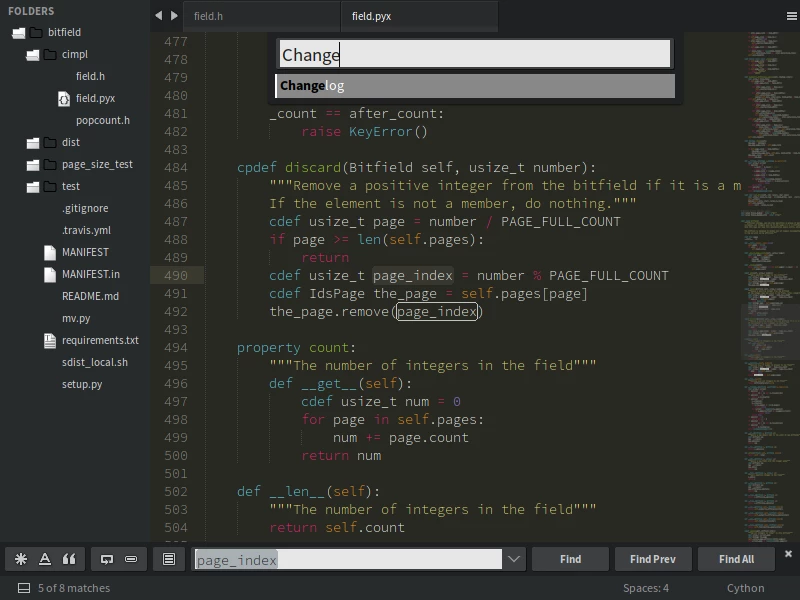 FOLDERS
bitfield
cimpl
field.h
field.pyx
popcount.h
dist
page_size_test
test
.gitignore
.travis.yml
MANIFEST
MANIFEST.in
README.md
mv.py
requirements.txt
sdist_local.sh
setup.py
field.h
field.pyx
Change
Changelog
477
478
479
480
481 _count == after_count:
482 raise KeyError()
483
484 cpdef discard(Bitfield self, usize_t number):
485 """Remove a positive integer from the bitfield if it is a m
486 If the element is not a member, do nothing."""
487 cdef usize_t page = number / PAGE_FULL_COUNT
488 if page >= len(self.pages):
489 return
490 cdef usize_t page_index = number % PAGE_FULL_COUNT
491 cdef IdsPage the_page = self.pages[page]
492 the_page.remove(page_index)
493
494 property count:
495 """The number of integers in the field"""
496 def __get__(self):
497 cdef usize_t num = 0
498 for page in self.pages:
499 num += page.count
500 return num
501
502 def __len__(self):
503 """The number of integers in the field"""
504 return self.count
page_index
Find
Find Prev
Find All
5 of 8 matches
Spaces: 4
Cython